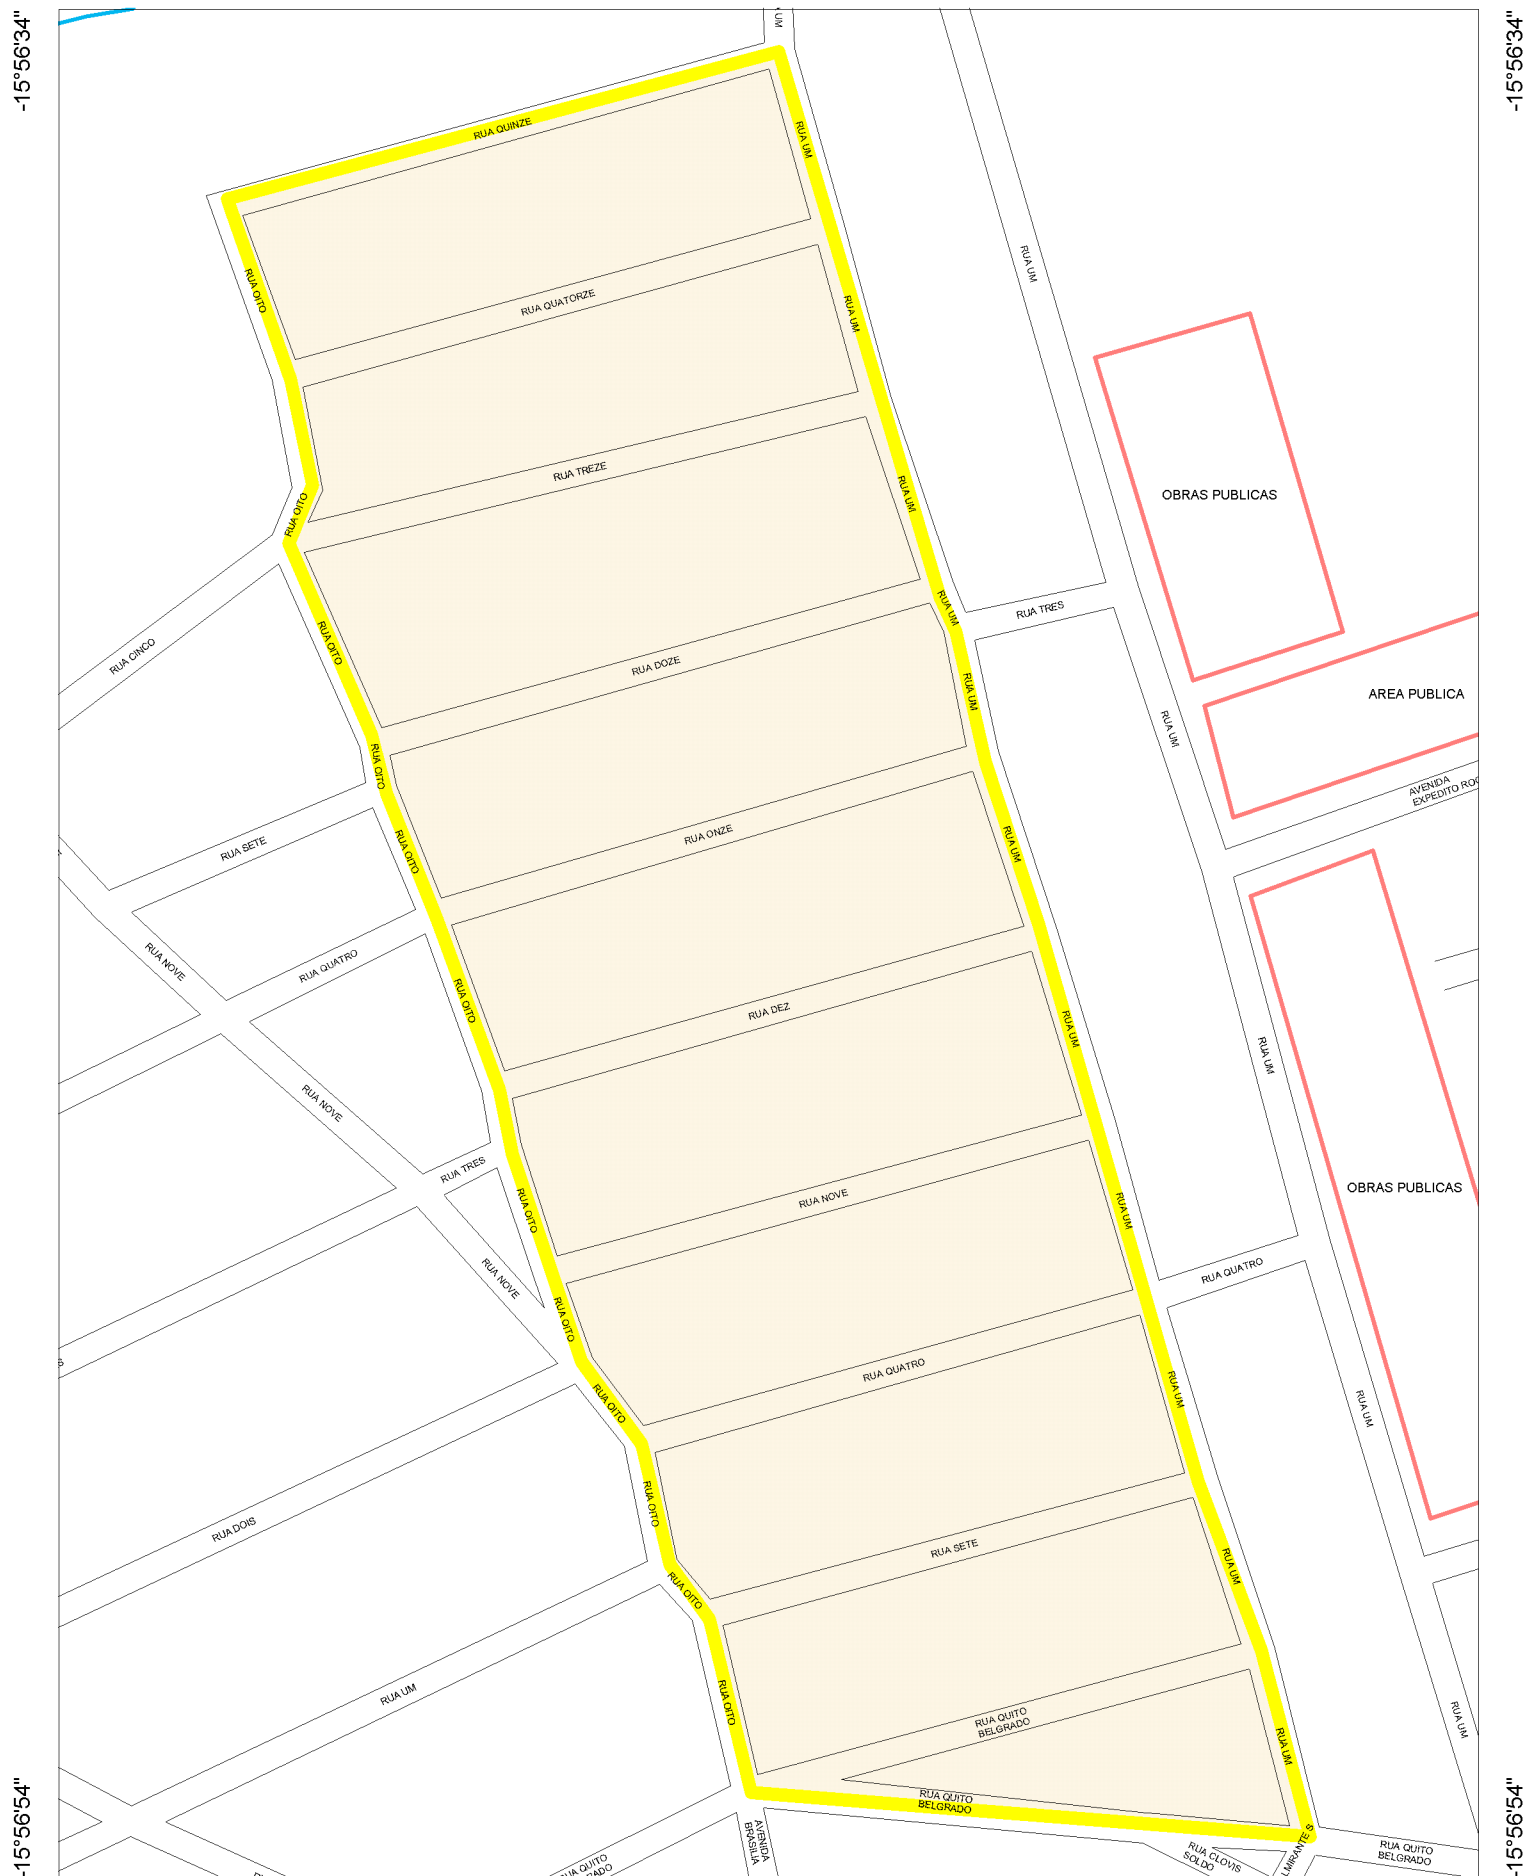 -15°56'34"
-15°56'34"
UM
RUA QUINZE
RUA UM
RUA UM
RUA OITO
RUA QUATORZE
RUA UM
RUA TREZE
RUA UM
OBRAS PUBLICAS
RUA OITO
RUA UM
RUA TRES
RUA OITO
RUA CINCO
RUA DOZE
RUA UM
AREA PUBLICA
RUA UM
RUA OITO
AVENIDA
EXPEDITO
RUA ONZE
RUA UM
RUA SETE
RUA OITO
RUA NOVE
RUA QUATRO
RUA OITO
RUA DEZ
RUA UM
RUA UM
RUA NOVE
RUA TRES
OBRAS PUBLICAS
RUA NOVE
RUA OITO
RUA UM
RUA NOVE
RUA QUATRO
RUA OITO
RUA QUATRO
RUA UM
RUA OITO
RUA UM
RUA OITO
RUA DOIS
RUA SETE
RUA UM
RUA OITO
RUA UM
RUA OITO
RUA QUITO
BELGRADO
RUA UM
RUA UM
RUA QUITO
BELGRADO
-15°56'54"
-15°56'54"
AVENIDA
BRASILIA
RUA CLOVIS
SOLDO
RUA QUITO
BELGRADO
QUITO